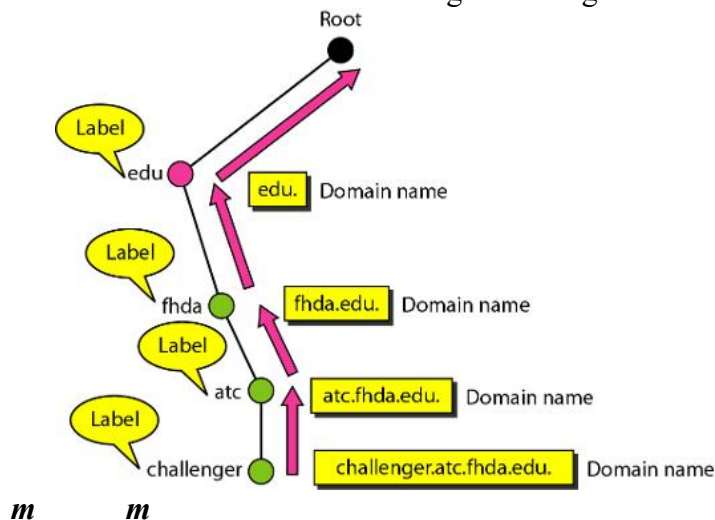 Root
Label
edu
edu. Domain name
Label
fhda
fhda.edu. Domain name
Label
atc
atc.fhda.edu. Domain name
Label
challenger
challenger.atc.fhda.edu. Domain name
m m